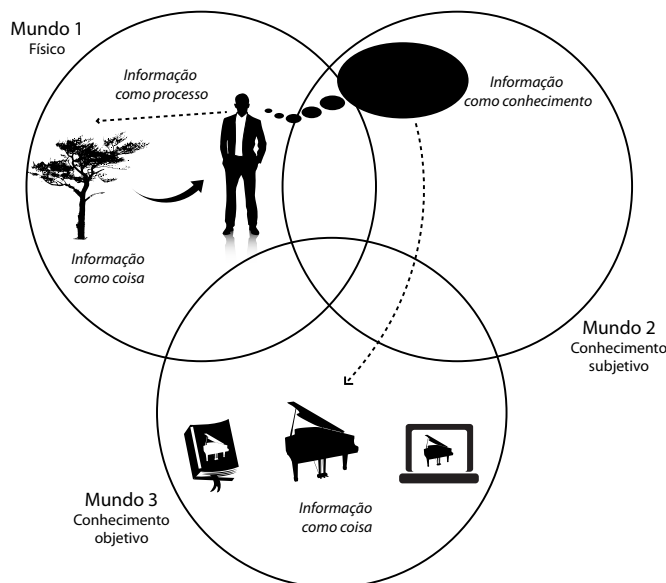 Mundo 1
Físico
Informação
como processo
Informação
como conhecimento
Informação
como coisa
Mundo 2
Conhecimento
subjetivo
Mundo 3
Conhecimento
objetivo
Informação
como coisa